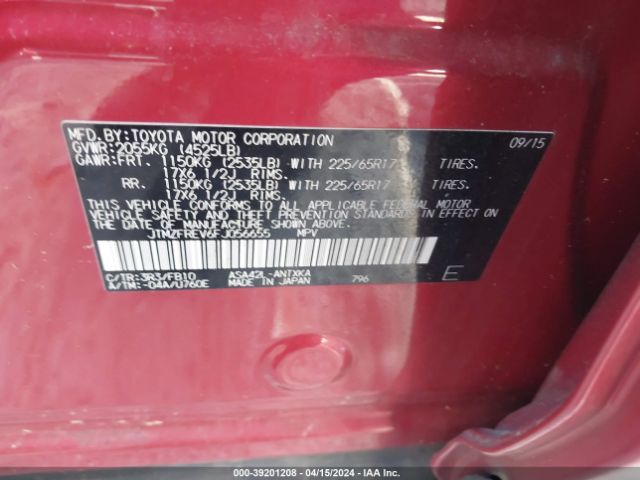 MFD. BY: TOYOTA MOTOR CORPORATION 09/15
GVWR: 2055KG (4525LB)
GAWR: FRT. 1150KG (2535LB) WITH 225/65R17 TIRES.
17X6 1/2J RIMS.
RR. 1150KG (2535LB) WITH 225/65R17 TIRES.
17X6 1/2J RIMS.
THIS VEHICLE CONFORMS TO ALL APPLICABLE FEDERAL MOTOR
VEHICLE SAFETY AND THEFT PREVENTION STANDARDS IN EFFECT ON
THE DATE OF MANUFACTURE SHOWN ABOVE.
JTMZFREV6FJ056655 MPV
C/TR: 3R3/FB10 ASA42L-ANTXKA 796 E
A/TM: -04A/U760E MADE IN JAPAN
000-39201208 - 04/15/2024 - IAA Inc.